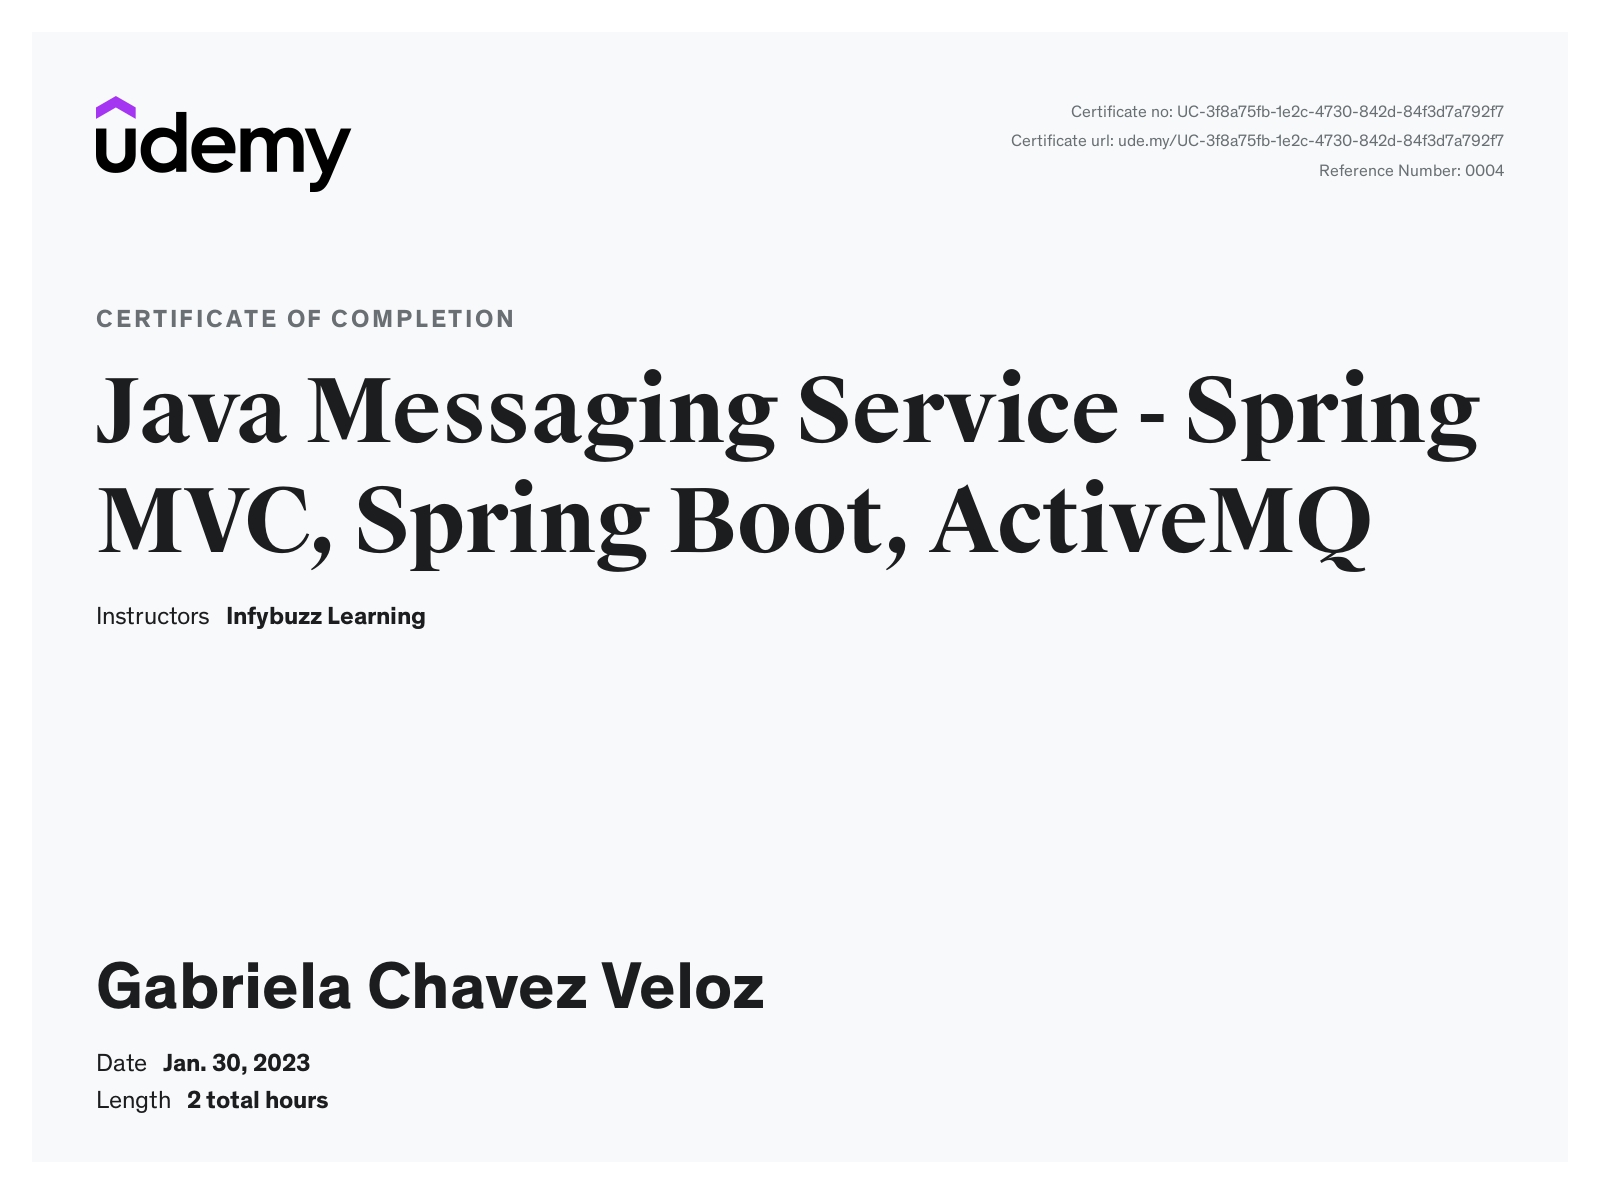 udemy
Certificate no: UC-3f8a75fb-1e2c-4730-842d-84f3d7a792f7
Certificate url: ude.my/UC-3f8a75fb-1e2c-4730-842d-84f3d7a792f7
Reference Number: 0004
CERTIFICATE OF COMPLETION
Java Messaging Service - Spring
MVC, Spring Boot, ActiveMQ
Instructors Infybuzz Learning
Gabriela Chavez Veloz
Date Jan. 30, 2023
Length 2 total hours